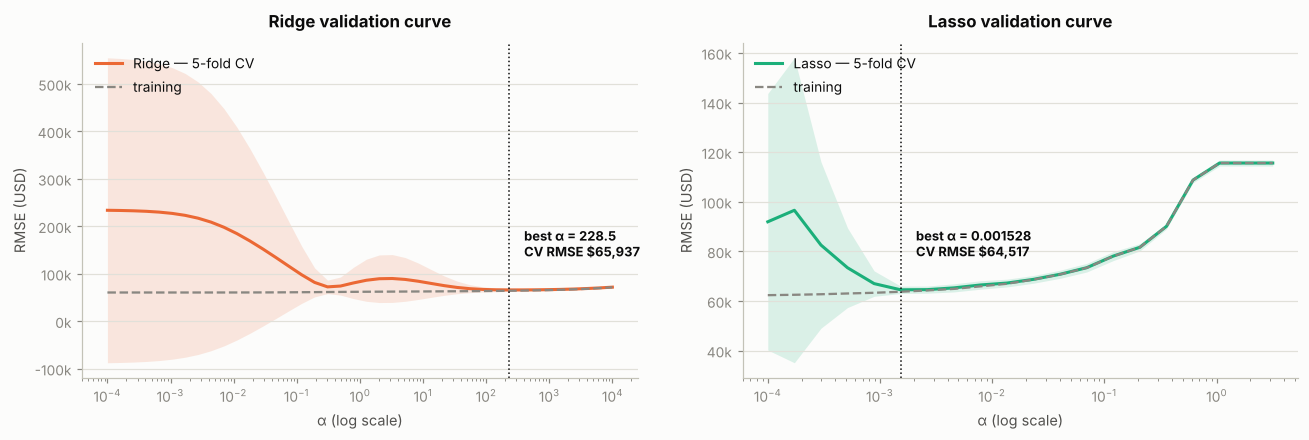 Ridge validation curve
Ridge — 5-fold CV
training
500k
400k
300k
200k
100k
0k
-100k
RMSE (USD)
best α = 228.5
CV RMSE $65,937
10⁻⁴ 10⁻³ 10⁻² 10⁻¹ 10⁰ 10¹ 10² 10³ 10⁴
α (log scale)
Lasso validation curve
Lasso — 5-fold CV
training
160k
140k
120k
100k
80k
60k
40k
RMSE (USD)
best α = 0.001528
CV RMSE $64,517
10⁻⁴ 10⁻³ 10⁻² 10⁻¹ 10⁰
α (log scale)